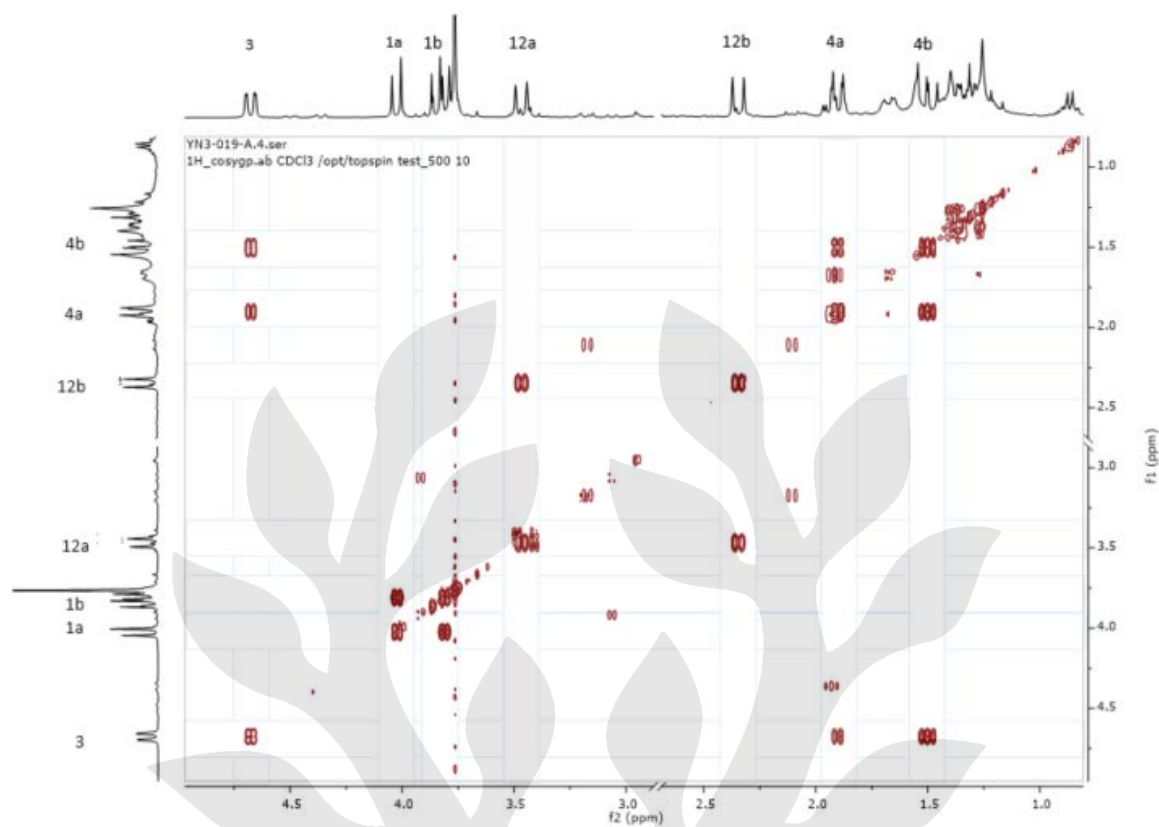 3 1a 1b 12a 12b 4a 4b
YN3-019-A.4.ser
1H_cosygp.ab CDCl3 /opt/topspin test_500 10
4b
4a
12b
12a
1b
1a
3
1.0
1.5
2.0
2.5
3.0
3.5
4.0
4.5
f1 (ppm)
4.5 4.0 3.5 3.0 2.5 2.0 1.5 1.0
f2 (ppm)